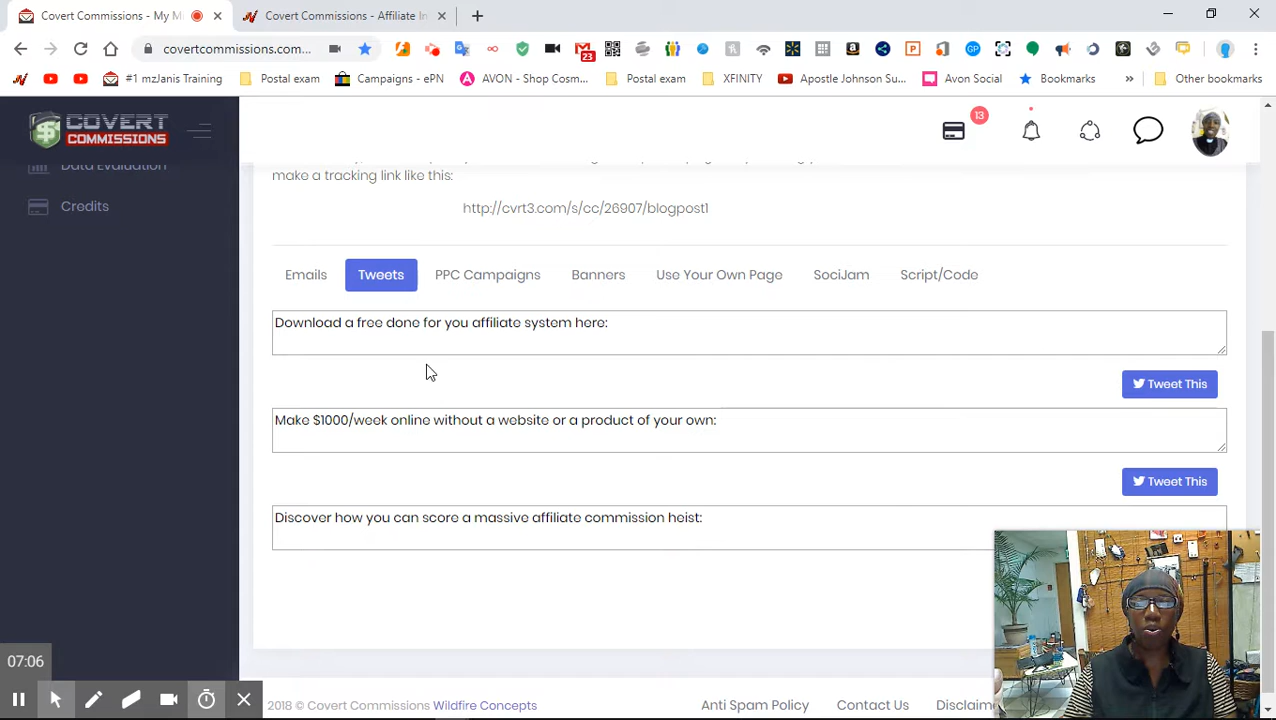 Covert Commissions - My M
Covert Commissions - Affiliate In
covertcommissions.com...
23
#1 mzJanis Training
Postal exam
Campaigns - ePN
AVON - Shop Cosm...
Postal exam
XFINITY
Apostle Johnson Su...
Avon Social
Bookmarks
»
Other bookmarks
COVERT
COMMISSIONS
13
Data Evaluation
Credits
make a tracking link like this:
http://cvrt3.com/s/cc/26907/blogpost1
Emails
Tweets
PPC Campaigns
Banners
Use Your Own Page
SociJam
Script/Code
Download a free done for you affiliate system here:
Tweet This
Make $1000/week online without a website or a product of your own:
Tweet This
Discover how you can score a massive affiliate commission heist:
07:06
2018 © Covert Commissions Wildfire Concepts
Anti Spam Policy
Contact Us
Disclaime